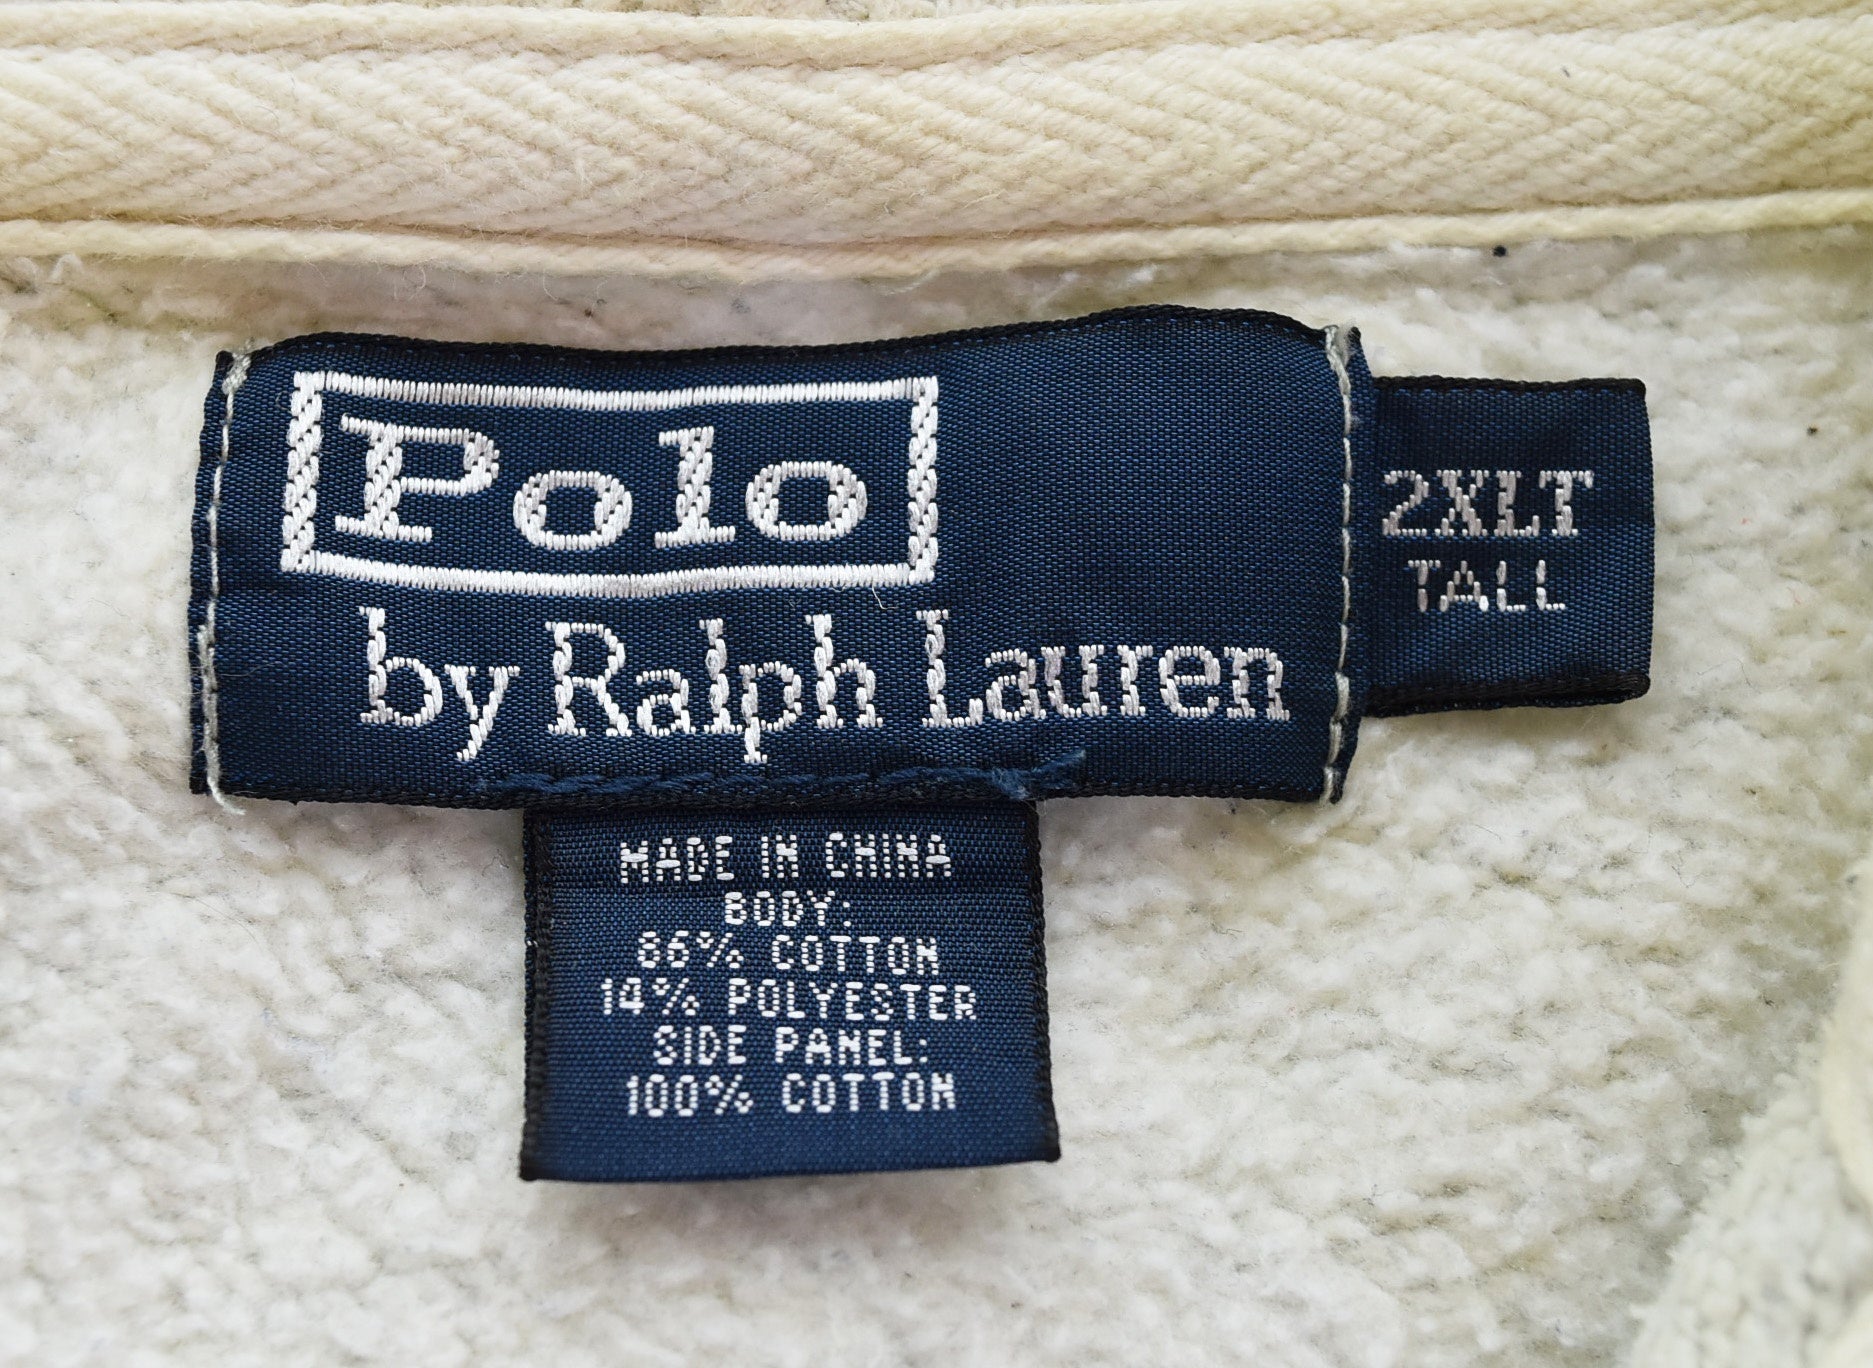 Polo
by Ralph Lauren
2XLT
TALL
MADE IN CHINA
BODY:
86% COTTON
14% POLYESTER
SIDE PANEL:
100% COTTON